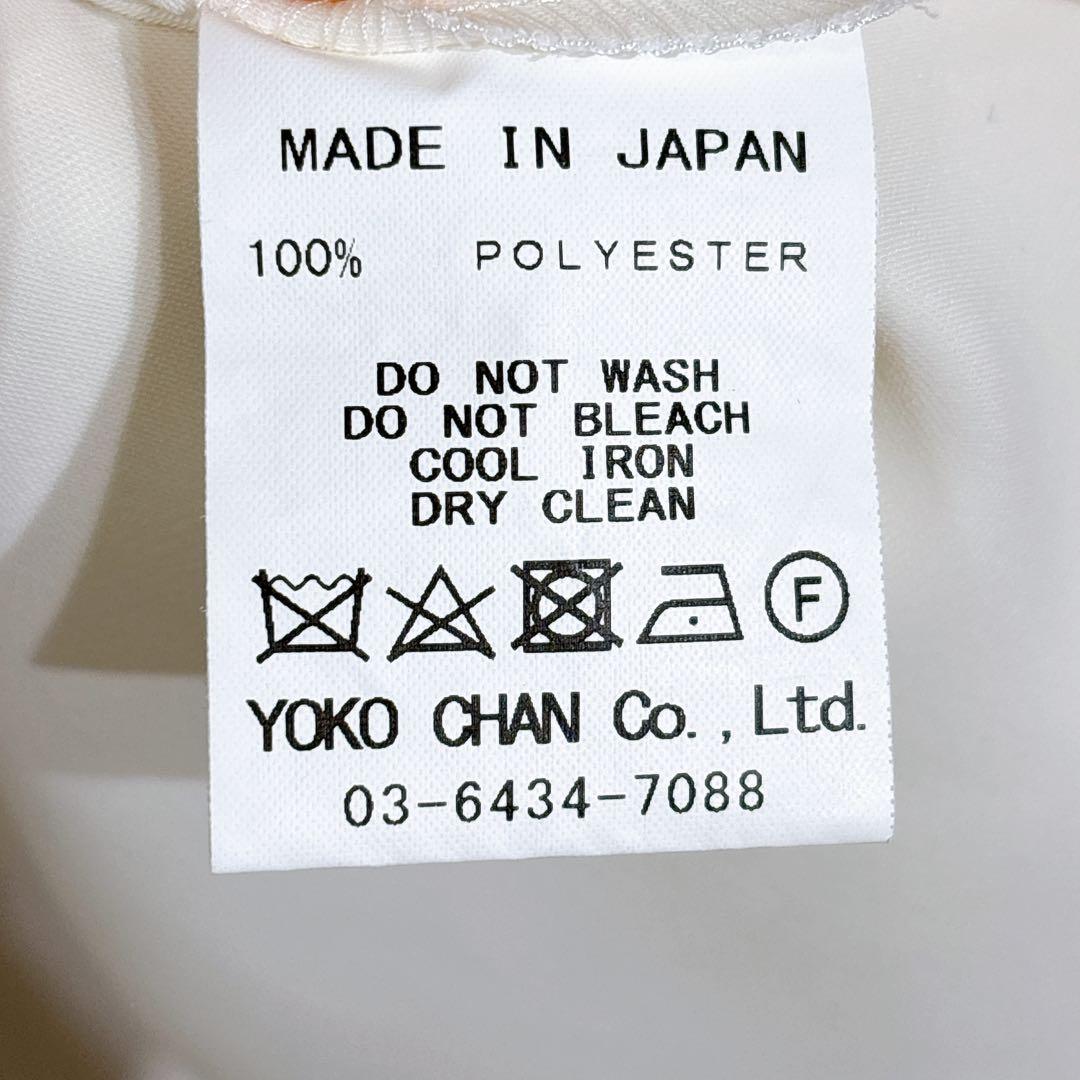 MADE IN JAPAN
100% POLYESTER
DO NOT WASH
DO NOT BLEACH
COOL IRON
DRY CLEAN
F
YOKO CHAN Co., Ltd.
03-6434-7088